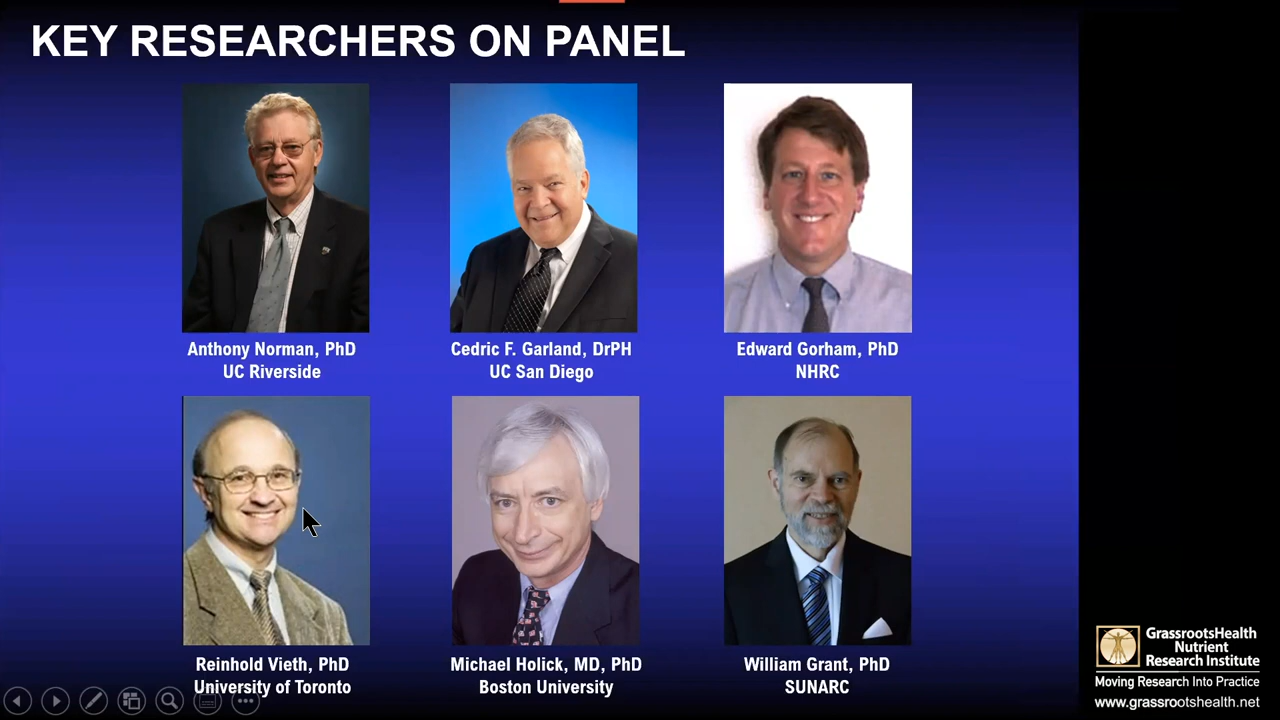 KEY RESEARCHERS ON PANEL
Anthony Norman, PhD
UC Riverside
Cedric F. Garland, DrPH
UC San Diego
Edward Gorham, PhD
NHRC
Reinhold Vieth, PhD
University of Toronto
Michael Holick, MD, PhD
Boston University
William Grant, PhD
SUNARC
GrassrootsHealth
Nutrient
Research Institute
Moving Research Into Practice
www.grassrootshealth.net